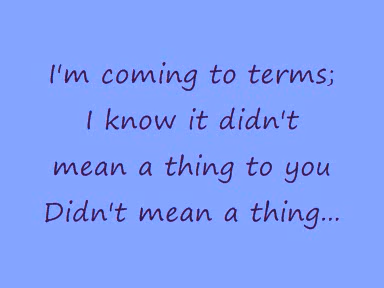 I'm coming to terms;
I know it didn't
mean a thing to you
Didn't mean a thing...